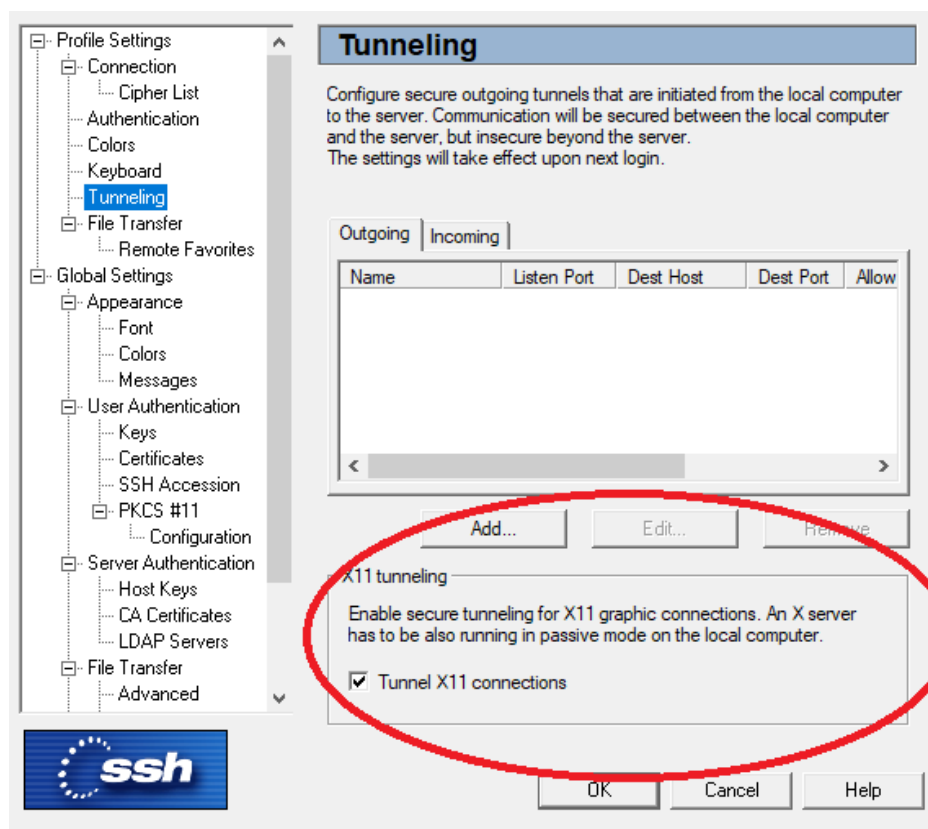 Profile Settings
Connection
Cipher List
Authentication
Colors
Keyboard
Tunneling
File Transfer
Remote Favorites
Global Settings
Appearance
Font
Colors
Messages
User Authentication
Keys
Certificates
SSH Accession
PKCS #11
Configuration
Server Authentication
Host Keys
CA Certificates
LDAP Servers
File Transfer
Advanced
ssh
Tunneling
Configure secure outgoing tunnels that are initiated from the local computer
to the server. Communication will be secured between the local computer
and the server, but insecure beyond the server.
The settings will take effect upon next login.
Outgoing Incoming
Name Listen Port Dest Host Dest Port Allow
Add... Edit... Remove
X11 tunneling
Enable secure tunneling for X11 graphic connections. An X server
has to be also running in passive mode on the local computer.
Tunnel X11 connections
OK Cancel Help